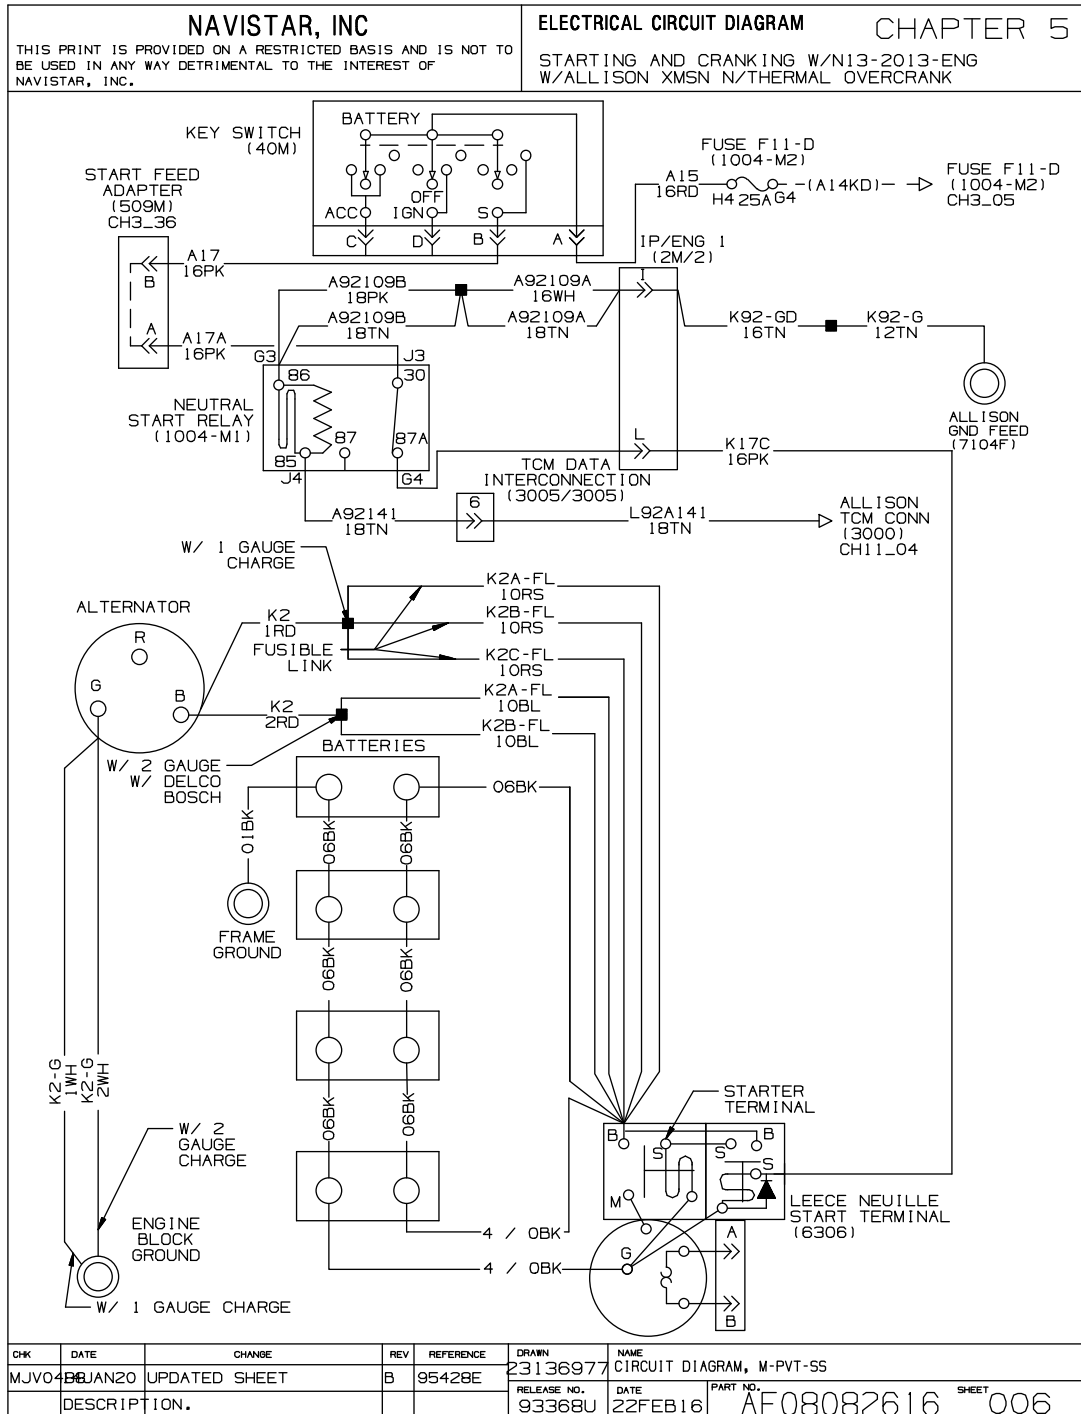 NAVISTAR, INC
THIS PRINT IS PROVIDED ON A RESTRICTED BASIS AND IS NOT TO
BE USED IN ANY WAY DETRIMENTAL TO THE INTEREST OF
NAVISTAR, INC.
ELECTRICAL CIRCUIT DIAGRAM
CHAPTER 5
STARTING AND CRANKING W/N13-2013-ENG
W/ALLISON XMSN N/THERMAL OVERCRANK
KEY SWITCH
(40M)
BATTERY
OFF
ACC
IGN
S
C
D
B
A
START FEED
ADAPTER
(509M)
CH3_36
B
A
A17
16PK
A17A
16PK
FUSE F11-D
(1004-M2)
A15
16RD
H4
25A
G4
(A14KD)
FUSE F11-D
(1004-M2)
CH3_05
IP/ENG 1
(2M/2)
I
A92109B
18PK
A92109A
16WH
A92109B
18TN
A92109A
18TN
K92-GD
16TN
K92-G
12TN
ALLISON
GND FEED
(7104F)
G3
J3
86
30
NEUTRAL
START RELAY
(1004-M1)
87
87A
85
J4
G4
L
K17C
16PK
TCM DATA
INTERCONNECTION
(3005/3005)
6
A92141
18TN
L92A141
18TN
ALLISON
TCM CONN
(3000)
CH11_04
W/ 1 GAUGE
CHARGE
ALTERNATOR
R
G
B
K2
1RD
FUSIBLE
LINK
K2A-FL
10RS
K2B-FL
10RS
K2C-FL
10RS
K2
2RD
K2A-FL
10BL
K2B-FL
10BL
W/ 2 GAUGE
W/ DELCO
BOSCH
BATTERIES
06BK
01BK
06BK
06BK
FRAME
GROUND
06BK
06BK
06BK
06BK
K2-G
1WH
K2-G
2WH
W/ 2
GAUGE
CHARGE
ENGINE
BLOCK
GROUND
W/ 1 GAUGE CHARGE
4 / 0BK
4 / 0BK
STARTER
TERMINAL
B
S
S
B
S
M
G
A
B
LEECE NEUILLE
START TERMINAL
(6306)
CHK
DATE
CHANGE
REV
REFERENCE
DRAWN
NAME
UPDATED SHEET
B
95428E
23136977
CIRCUIT DIAGRAM, M-PVT-SS
DESCRIPTION.
RELEASE NO.
93368U
DATE
22FEB16
PART NO.
AF08082616
SHEET
006